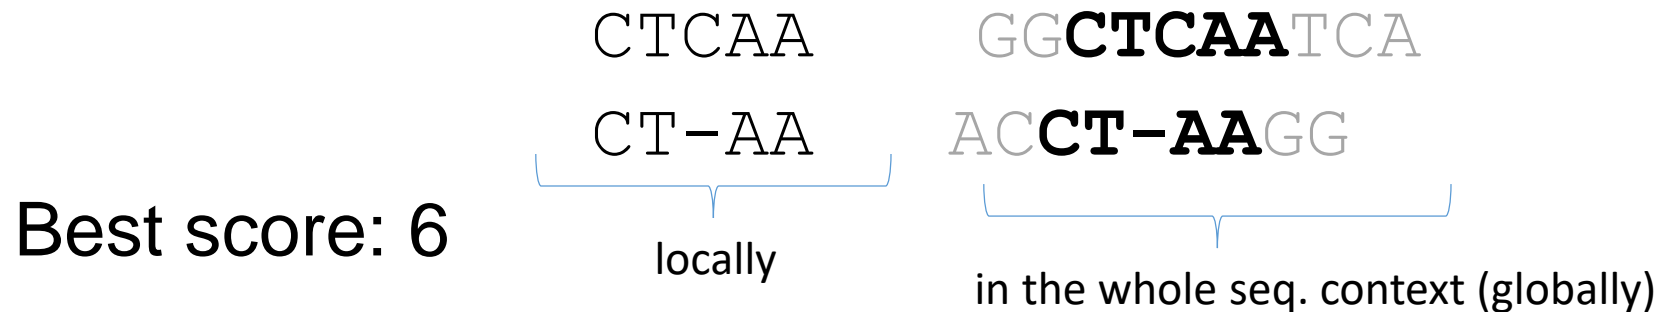 CTCAA GGCTCAATCA
CT-AA ACCT-AAGG
Best score: 6
locally
in the whole seq. context (globally)